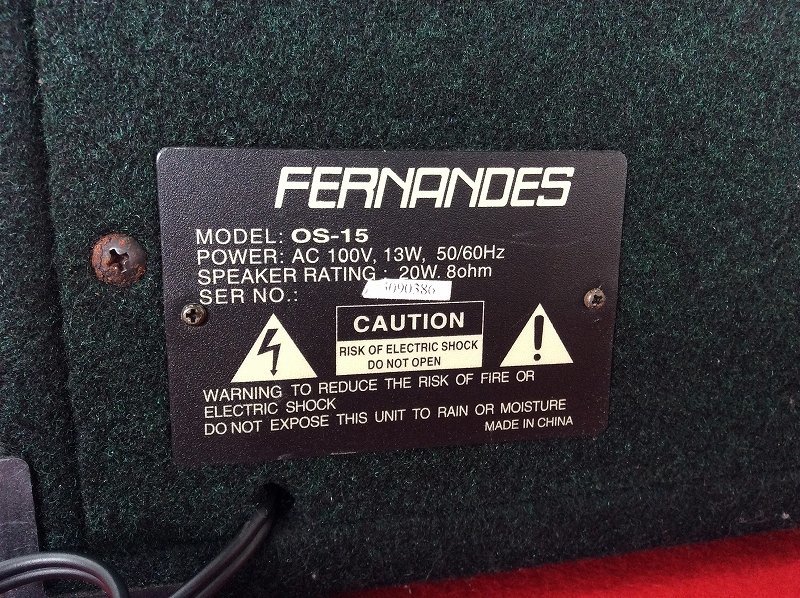 FERNANDES
MODEL: OS-15
POWER: AC 100V, 13W, 50/60Hz
SPEAKER RATING : 20W. 8ohm
SER NO.: 3090386
CAUTION
RISK OF ELECTRIC SHOCK
DO NOT OPEN
WARNING TO REDUCE THE RISK OF FIRE OR
ELECTRIC SHOCK
DO NOT EXPOSE THIS UNIT TO RAIN OR MOISTURE
MADE IN CHINA